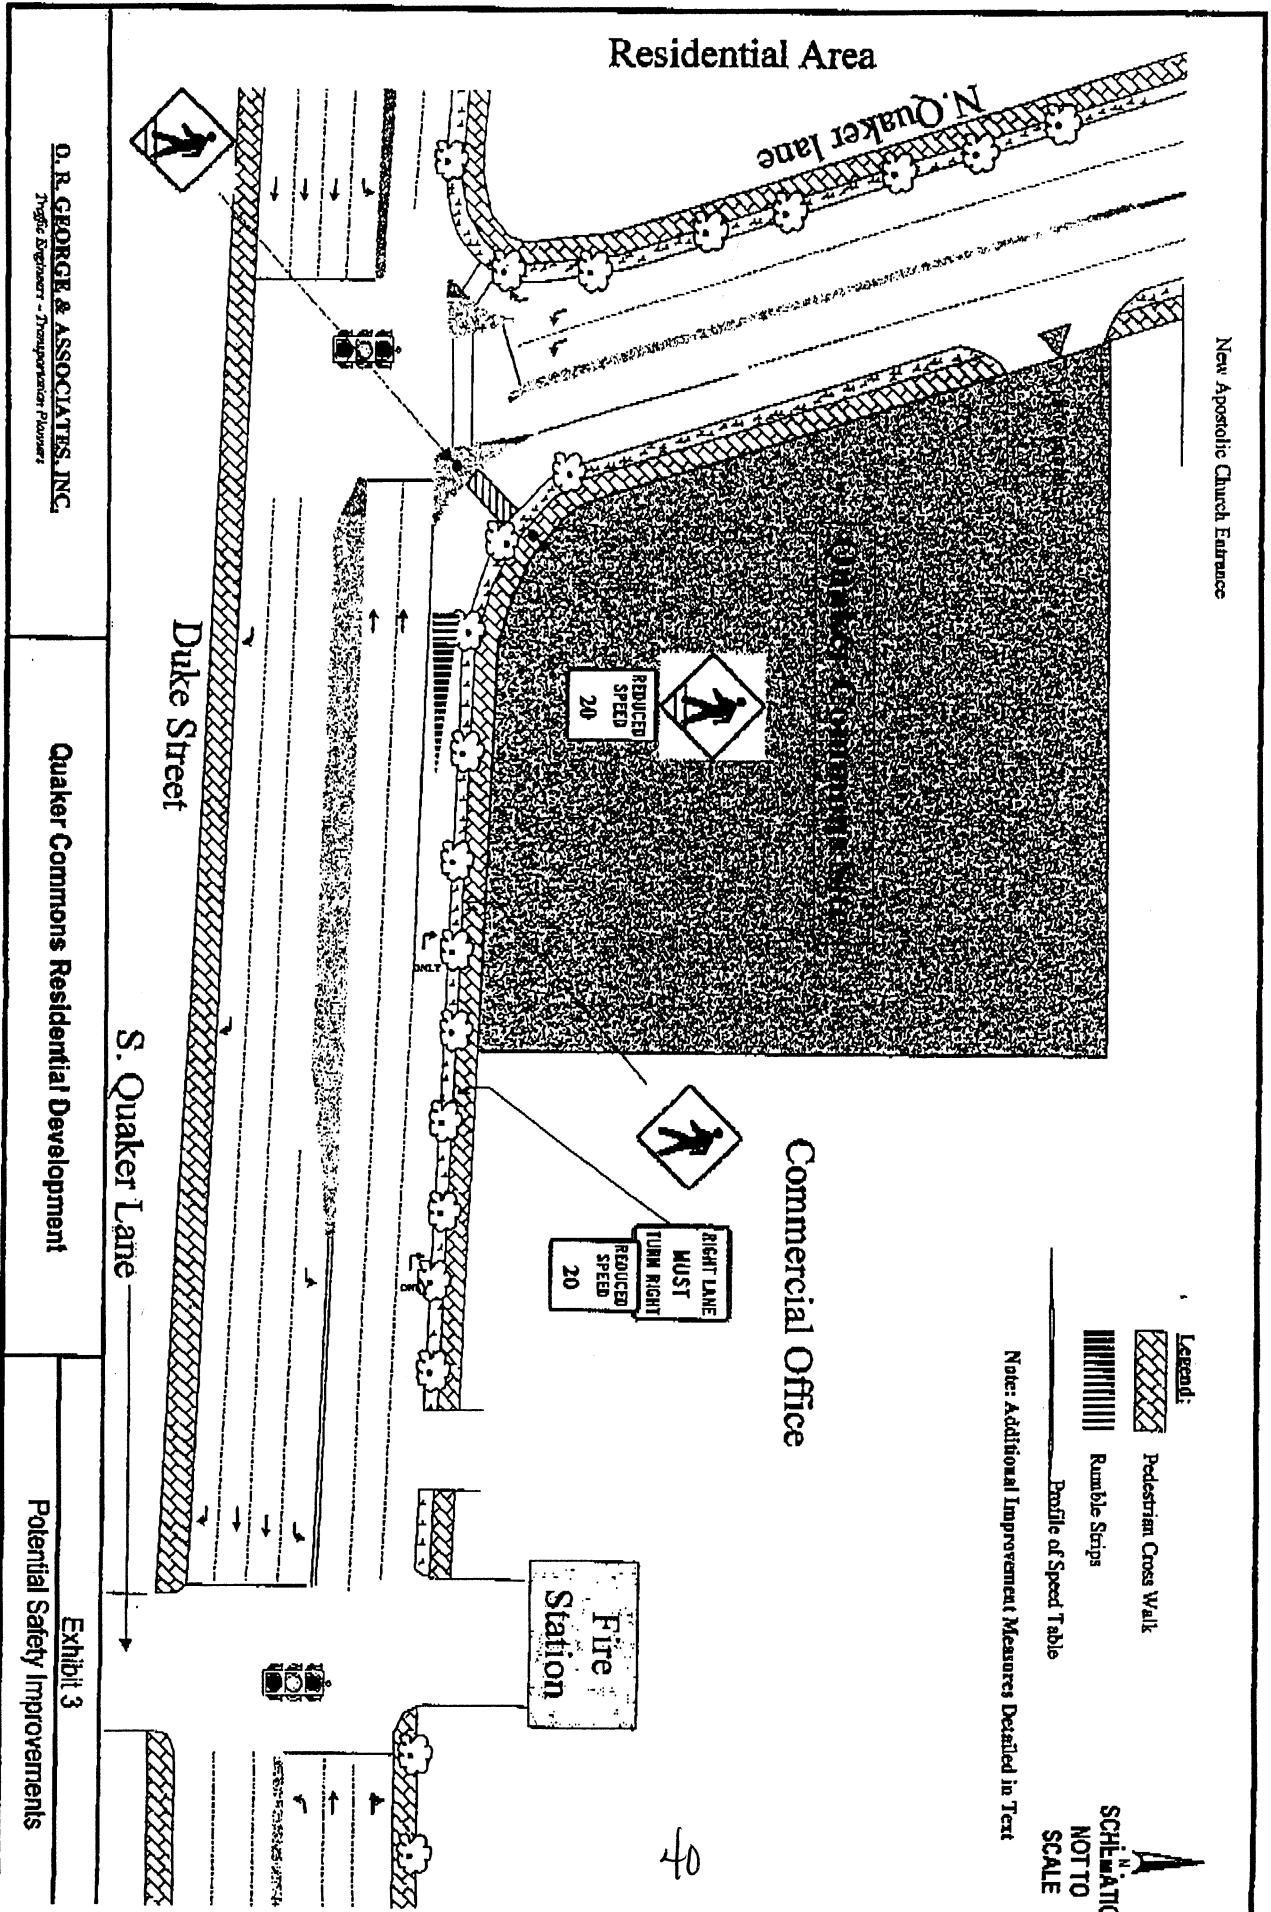 Residential Area
N.Quaker lane
New Apostolic Church Entrance
Quaker Commons Site
REDUCED
SPEED
20
Commercial Office
RIGHT LANE
MUST
TURN RIGHT
REDUCED
SPEED
20
ONLY
ONLY
Duke Street
S. Quaker Lane
Fire
Station
Legend:
Pedestrian Cross Walk
Rumble Strips
Profile of Speed Table
Note: Additional Improvement Measures Detailed in Text
N
SCHEMATIC
NOT TO
SCALE
40
O. R. GEORGE & ASSOCIATES, INC.
Traffic Engineers - Transportation Planners
Quaker Commons Residential Development
Exhibit 3
Potential Safety Improvements